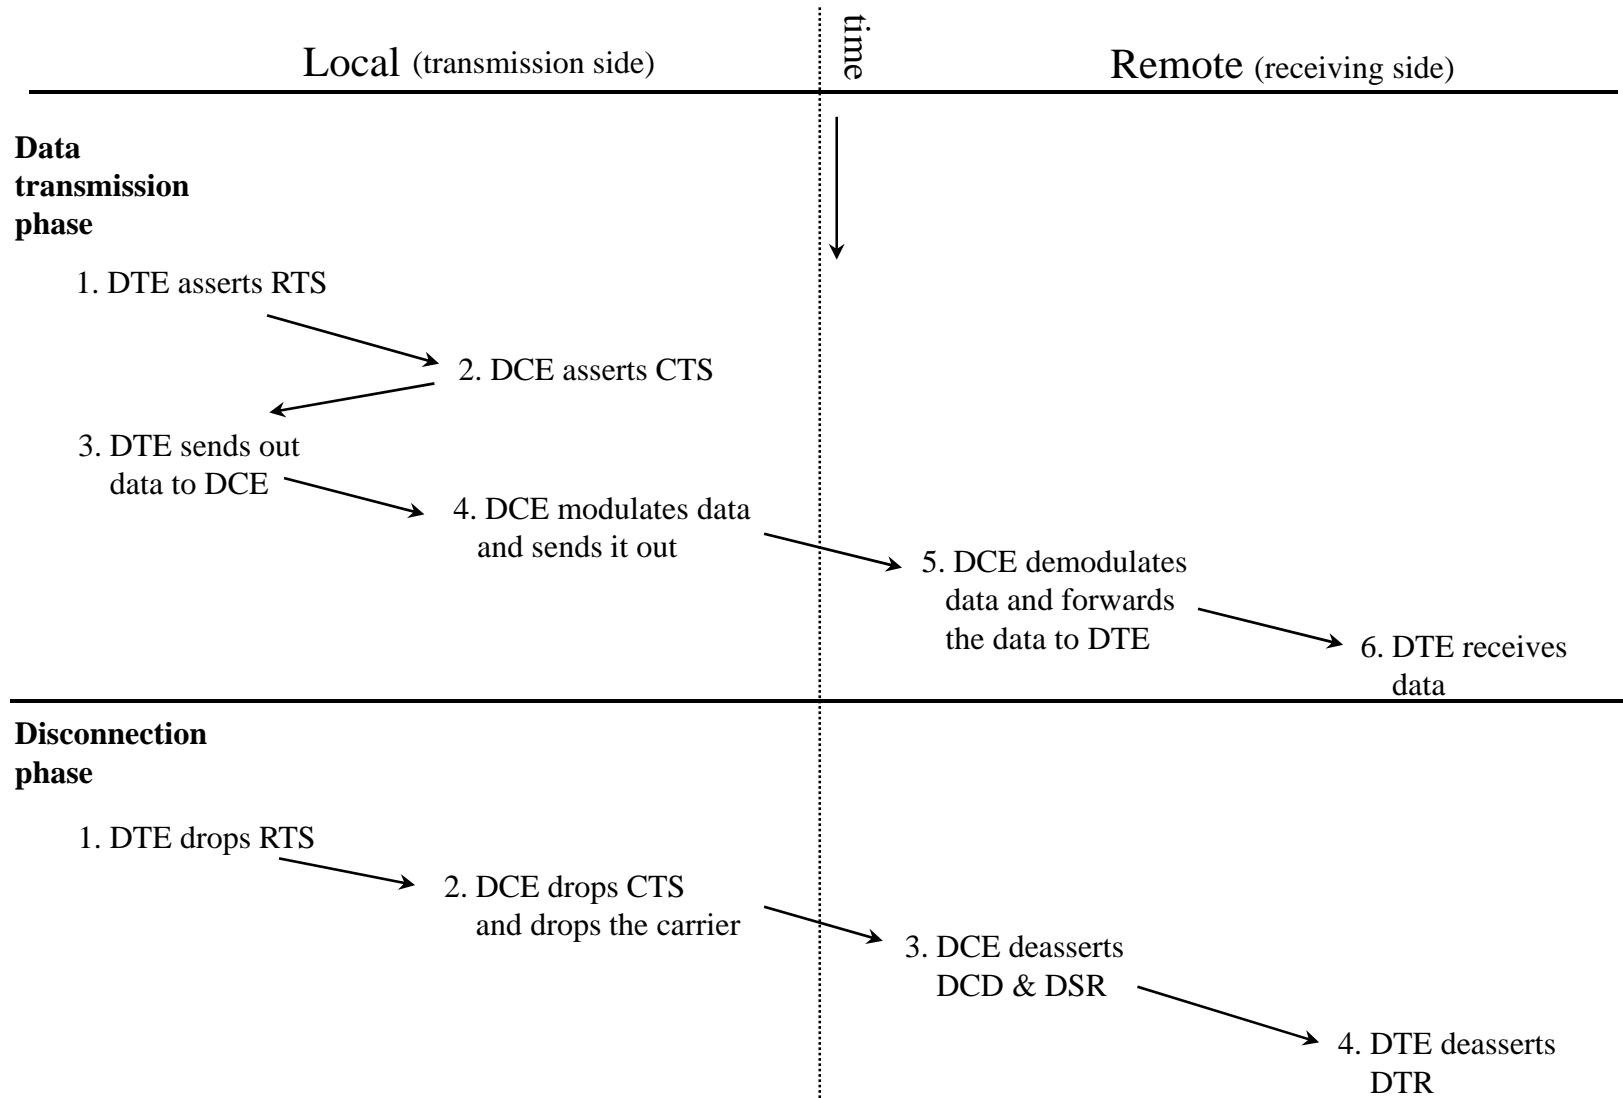 Local (transmission side)
time
Remote (receiving side)
Data
transmission
phase
1. DTE asserts RTS
2. DCE asserts CTS
3. DTE sends out
data to DCE
4. DCE modulates data
and sends it out
5. DCE demodulates
data and forwards
the data to DTE
6. DTE receives
data
Disconnection
phase
1. DTE drops RTS
2. DCE drops CTS
and drops the carrier
3. DCE deasserts
DCD & DSR
4. DTE deasserts
DTR